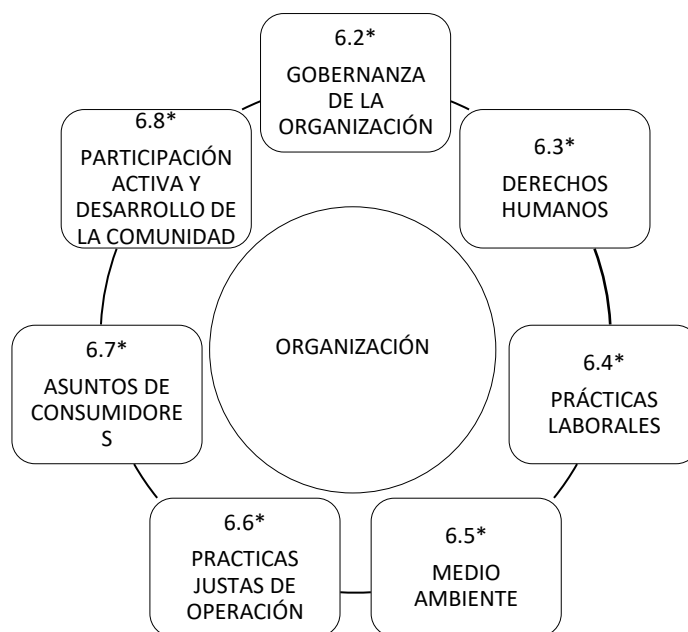 6.2*
GOBERNANZA
DE LA
ORGANIZACIÓN
6.3*
DERECHOS
HUMANOS
6.4*
PRÁCTICAS
LABORALES
6.5*
MEDIO
AMBIENTE
6.6*
PRACTICAS
JUSTAS DE
OPERACIÓN
6.7*
ASUNTOS DE
CONSUMIDORE
S
6.8*
PARTICIPACIÓN
ACTIVA Y
DESARROLLO DE
LA COMUNIDAD
ORGANIZACIÓN